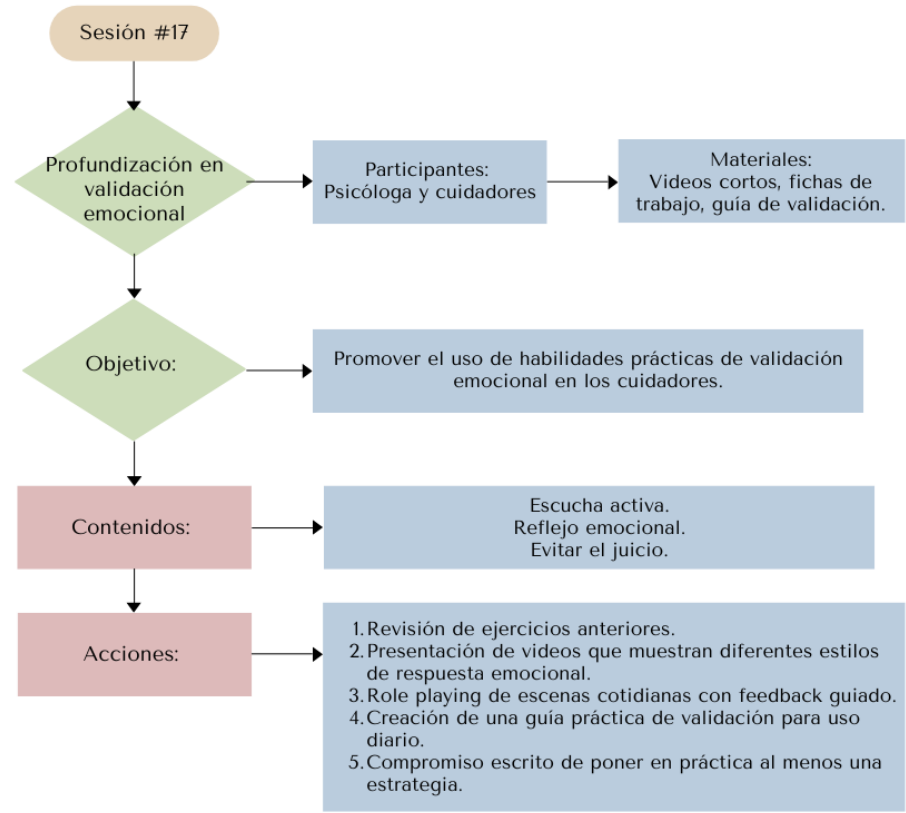 Sesión #17
Profundización en
validación
emocional
Participantes:
Psicóloga y cuidadores
Materiales:
Videos cortos, fichas de
trabajo, guía de validación.
Objetivo:
Promover el uso de habilidades prácticas de validación
emocional en los cuidadores.
Contenidos:
Escucha activa.
Reflejo emocional.
Evitar el juicio.
Acciones:
1. Revisión de ejercicios anteriores.
2. Presentación de videos que muestran diferentes estilos
de respuesta emocional.
3. Role playing de escenas cotidianas con feedback guiado.
4. Creación de una guía práctica de validación para uso
diario.
5. Compromiso escrito de poner en práctica al menos una
estrategia.